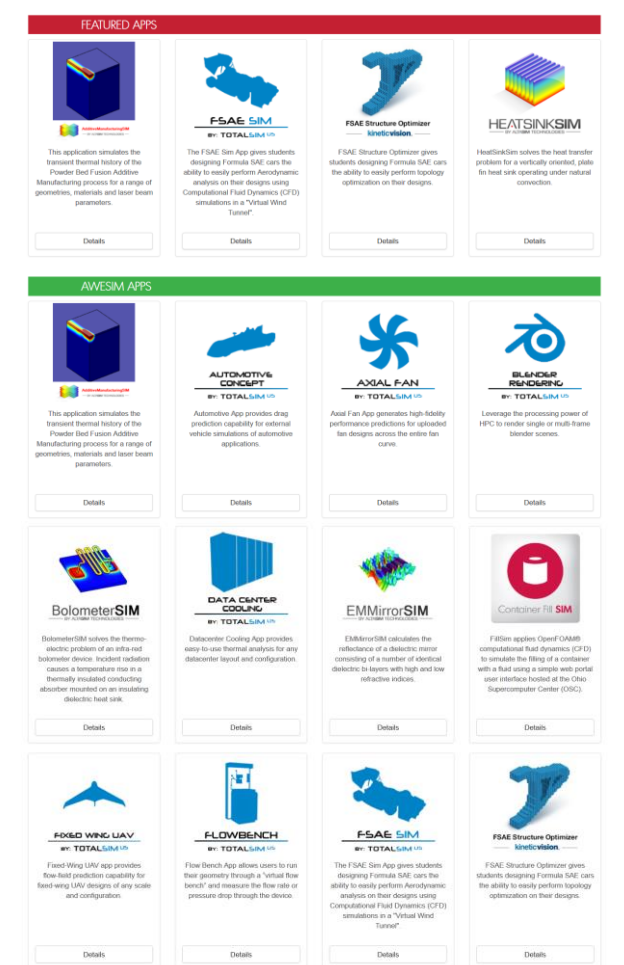 FEATURED APPS
AdditiveManufacturingSIM
BY ALTASIM TECHNOLOGIES
This application simulates the
transient thermal history of the
Powder Bed Fusion Additive
Manufacturing process for a range of
geometries, materials and laser beam
parameters.
Details
FSAE SIM
BY: TOTALSIM US
The FSAE Sim App gives students
designing Formula SAE cars the
ability to easily perform Aerodynamic
analysis on their designs using
Computational Fluid Dynamics (CFD)
simulations in a "Virtual Wind
Tunnel".
Details
FSAE Structure Optimizer
kineticvision.
FSAE Structure Optimizer gives
students designing Formula SAE cars
the ability to easily perform topology
optimization on their designs.
Details
HEATSINKSIM
BY ALTASIM TECHNOLOGIES
HeatSinkSim solves the heat transfer
problem for a vertically oriented, plate
fin heat sink operating under natural
convection.
Details
AWESIM APPS
AdditiveManufacturingSIM
BY ALTASIM TECHNOLOGIES
This application simulates the
transient thermal history of the
Powder Bed Fusion Additive
Manufacturing process for a range of
geometries, materials and laser beam
parameters.
Details
AUTOMOTIVE
CONCEPT
BY: TOTALSIM US
Automotive App provides drag
prediction capability for external
vehicle simulations of automotive
applications.
Details
AXIAL FAN
BY: TOTALSIM US
Axial Fan App generates high-fidelity
performance predictions for uploaded
fan designs across the entire fan
curve.
Details
BLENDER
RENDERING
BY: TOTALSIM US
Leverage the processing power of
HPC to render single or multi-frame
blender scenes.
Details
BolometerSIM
BY ALTASIM TECHNOLOGIES
BolometerSIM solves the thermo-
electric problem of an infra-red
bolometer device. Incident radiation
causes a temperature rise in a
thermally insulated conducting
absorber mounted on an insulating
dielectric heat sink.
Details
DATA CENTER
COOLING
BY: TOTALSIM US
Datacenter Cooling App provides
easy-to-use thermal analysis for any
datacenter layout and configuration.
Details
EMMirrorSIM
BY ALTASIM TECHNOLOGIES
EMMirrorSIM calculates the
reflectance of a dielectric mirror
consisting of a number of identical
dielectric bi-layers with high and low
refractive indices.
Details
Container Fill SIM
FillSim applies OpenFOAM®
computational fluid dynamics (CFD)
to simulate the filling of a container
with a fluid using a simple web portal
user interface hosted at the Ohio
Supercomputer Center (OSC).
Details
FIXED WING UAV
BY: TOTALSIM US
Fixed-Wing UAV app provides
flow-field prediction capability for
fixed-wing UAV designs of any scale
and configuration.
Details
FLOWBENCH
BY: TOTALSIM US
Flow Bench App allows users to run
their geometry through a "virtual flow
bench" and measure the flow rate or
pressure drop through the device.
Details
FSAE SIM
BY: TOTALSIM US
The FSAE Sim App gives students
designing Formula SAE cars the
ability to easily perform Aerodynamic
analysis on their designs using
Computational Fluid Dynamics (CFD)
simulations in a "Virtual Wind
Tunnel".
Details
FSAE Structure Optimizer
kineticvision.
FSAE Structure Optimizer gives
students designing Formula SAE cars
the ability to easily perform topology
optimization on their designs.
Details